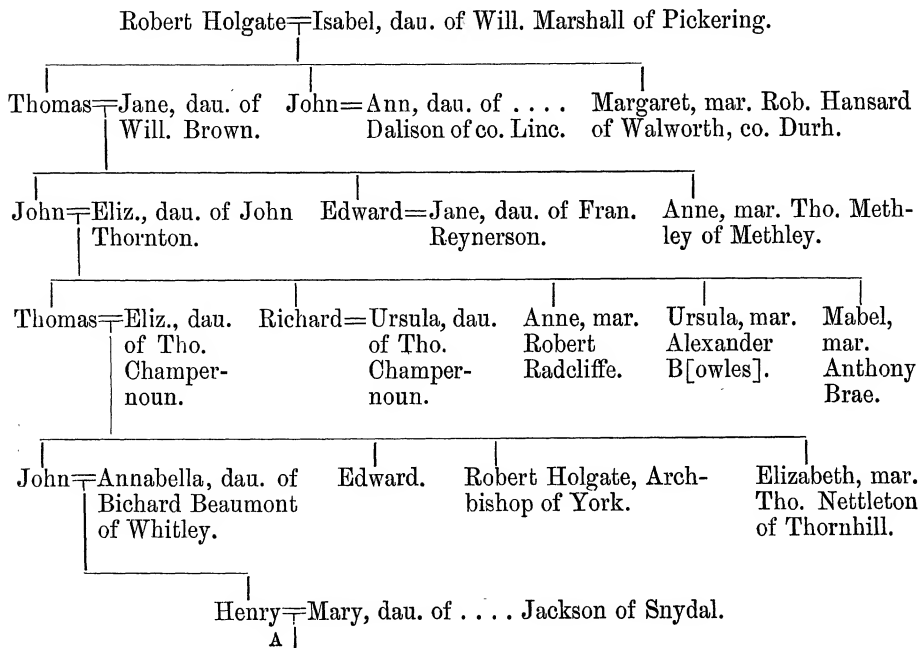 Robert Holgate=Isabel, dau. of Will. Marshall of Pickering.
Thomas=Jane, dau. of
Will. Brown.
John=Ann, dau. of ....
Dalison of co. Linc.
Margaret, mar. Rob. Hansard
of Walworth, co. Durh.
John=Eliz., dau. of John
Thornton.
Edward=Jane, dau. of Fran.
Reynerson.
Anne, mar. Tho. Meth-
ley of Methley.
Thomas=Eliz., dau.
of Tho.
Champer-
noun.
Richard=Ursula, dau.
of Tho.
Champer-
noun.
Anne, mar.
Robert
Radcliffe.
Ursula, mar.
Alexander
B[owles].
Mabel,
mar.
Anthony
Brae.
John=Annabella, dau. of
Bichard Beaumont
of Whitley.
Edward.
Robert Holgate, Arch-
bishop of York.
Elizabeth, mar.
Tho. Nettleton
of Thornhill.
Henry=Mary, dau. of .... Jackson of Snydal.
A